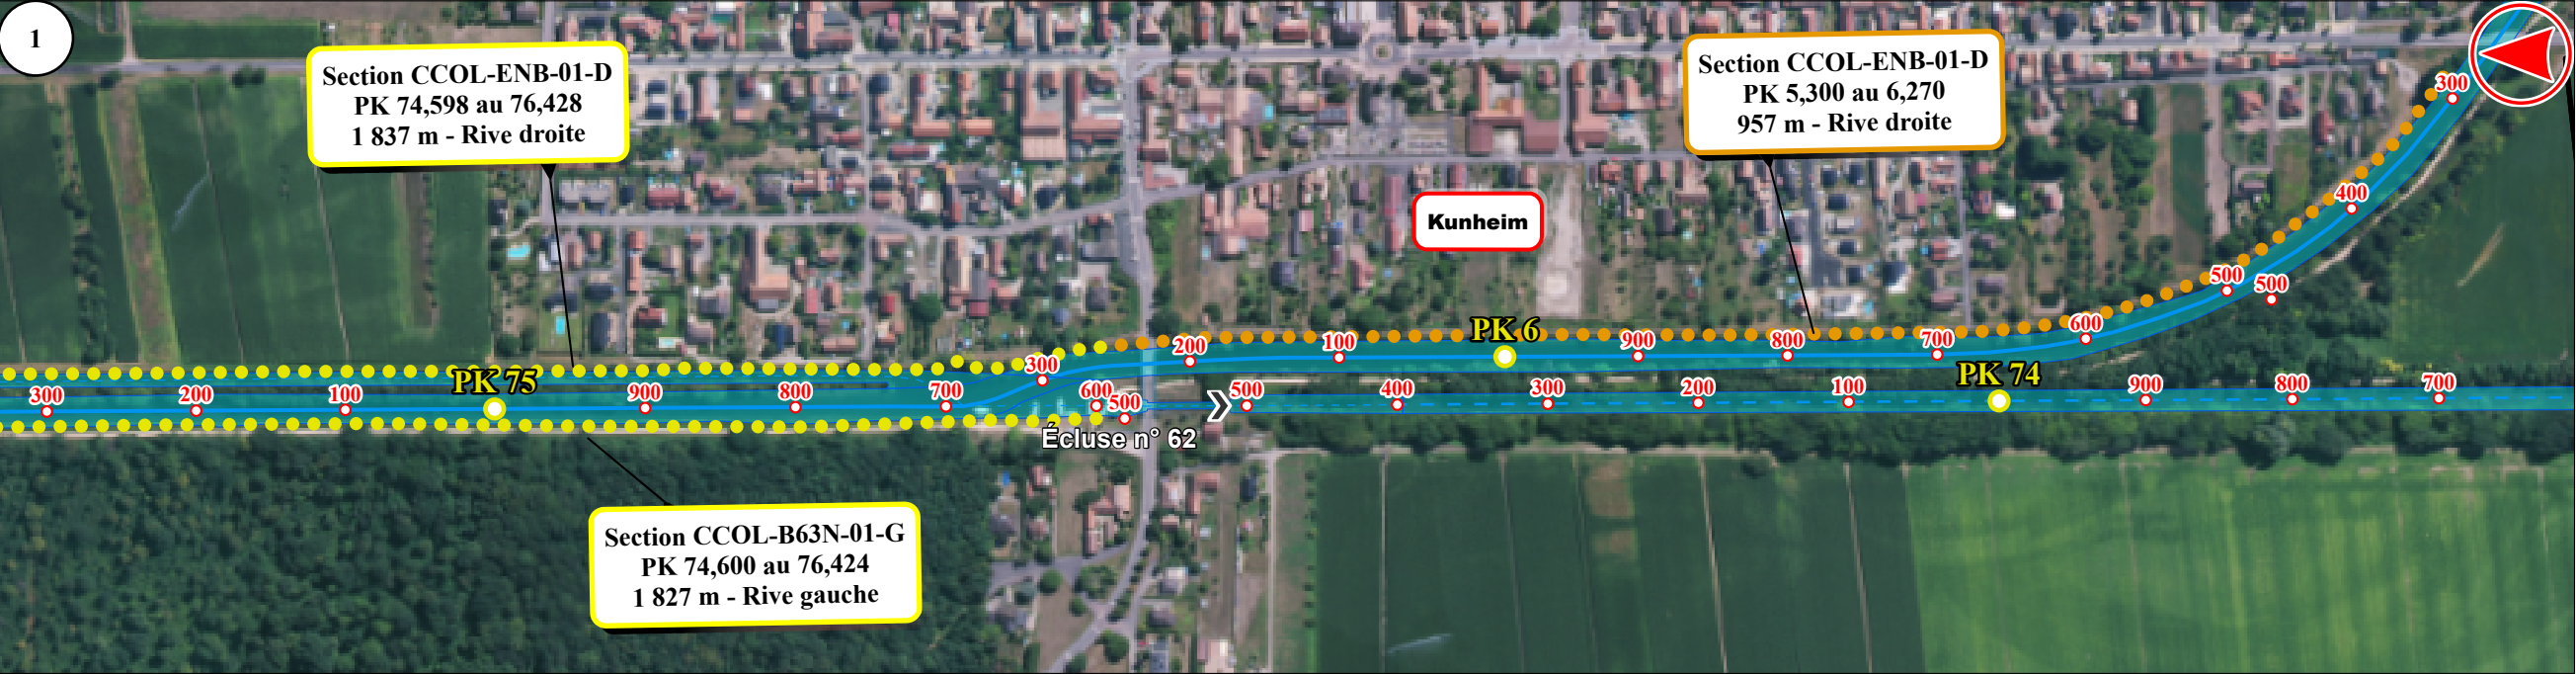 1
Section CCOL-ENB-01-D
PK 74,598 au 76,428
1 837 m - Rive droite
Section CCOL-ENB-01-D
PK 5,300 au 6,270
957 m - Rive droite
Kunheim
300
400
500
500
600
700
800
900
PK 6
100
200
300
300
200
100
PK 75
900
800
700
600
500
500
400
300
200
100
PK 74
900
800
700
Écluse n° 62
Section CCOL-B63N-01-G
PK 74,600 au 76,424
1 827 m - Rive gauche